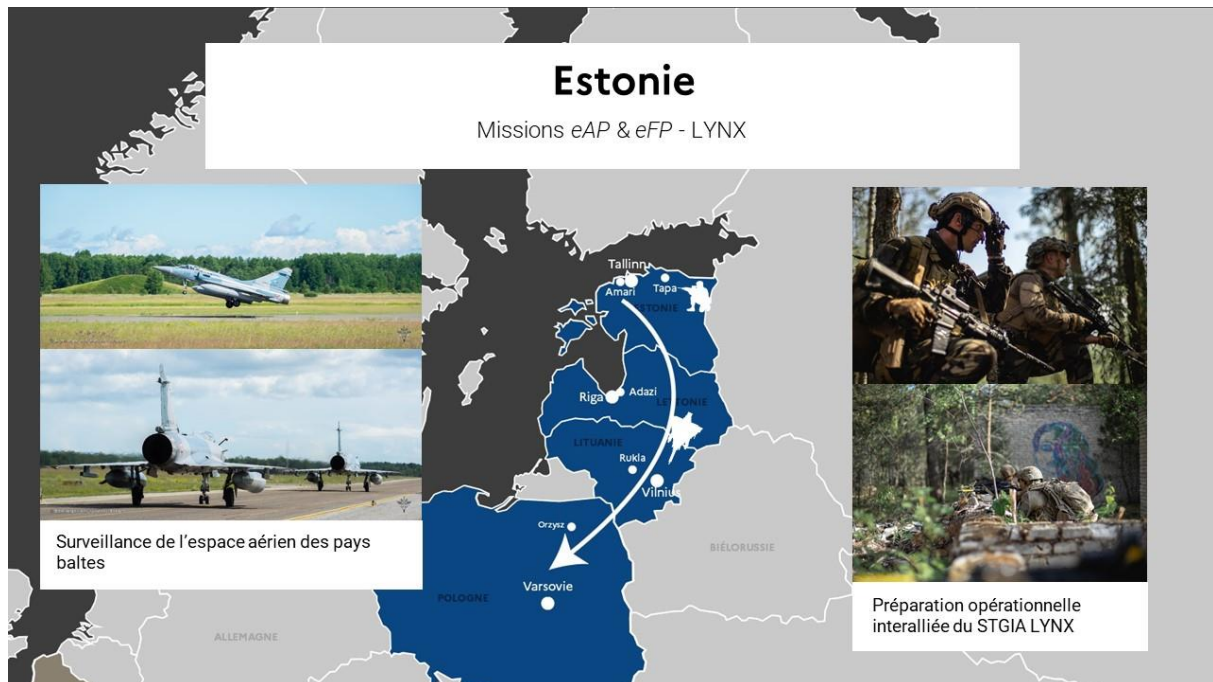 Estonie
Missions eAP & eFP - LYNX
Surveillance de l'espace aérien des pays
baltes
Tallinn
Amari
Tapa
ESTONIE
Riga
Adazi
LETTONIE
LITUANIE
Rukla
Vilnius
Orzysz
BIÉLORUSSIE
Varsovie
POLOGNE
ALLEMAGNE
Préparation opérationnelle
interalliée du STGIA LYNX